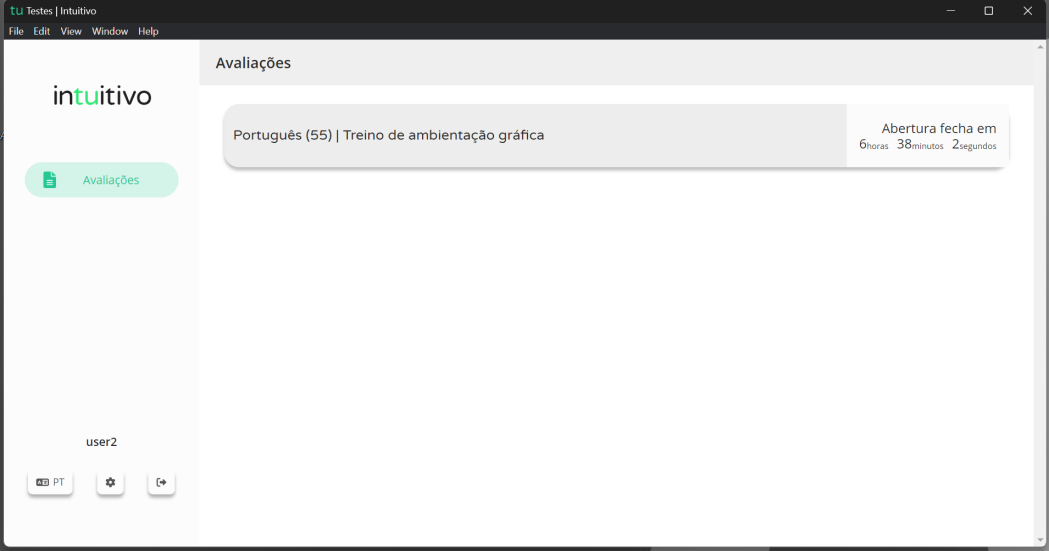 tu Testes | Intuitivo
File Edit View Window Help
intuitivo
Avaliações
user2
PT
Avaliações
Português (55) | Treino de ambientação gráfica
Abertura fecha em
6horas 38minutos 2segundos